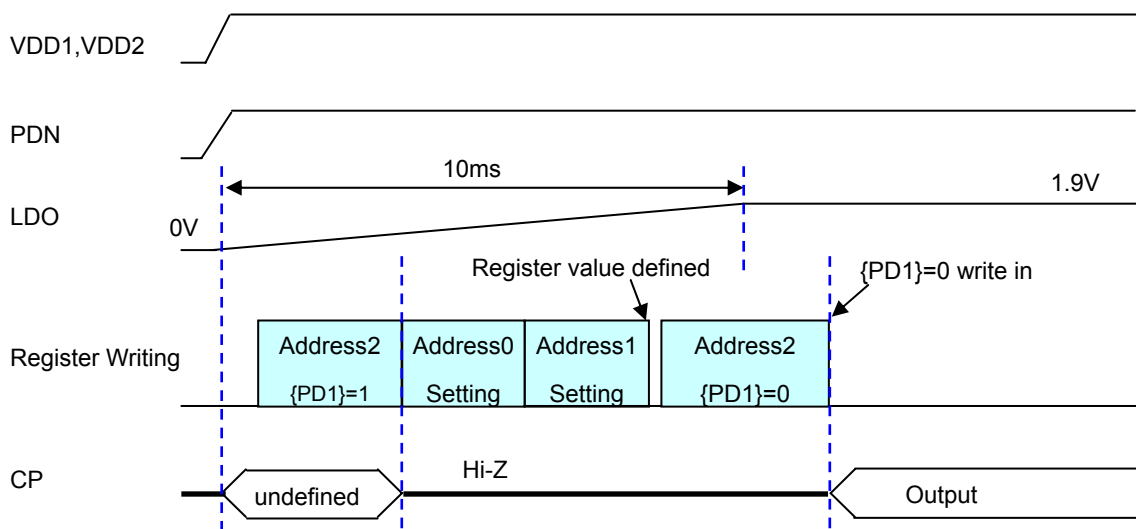 VDD1,VDD2
PDN
10ms
1.9V
LDO
0V
Register value defined
{PD1}=0 write in
Register Writing
Address2
{PD1}=1
Address0
Setting
Address1
Setting
Address2
{PD1}=0
CP
undefined
Hi-Z
Output